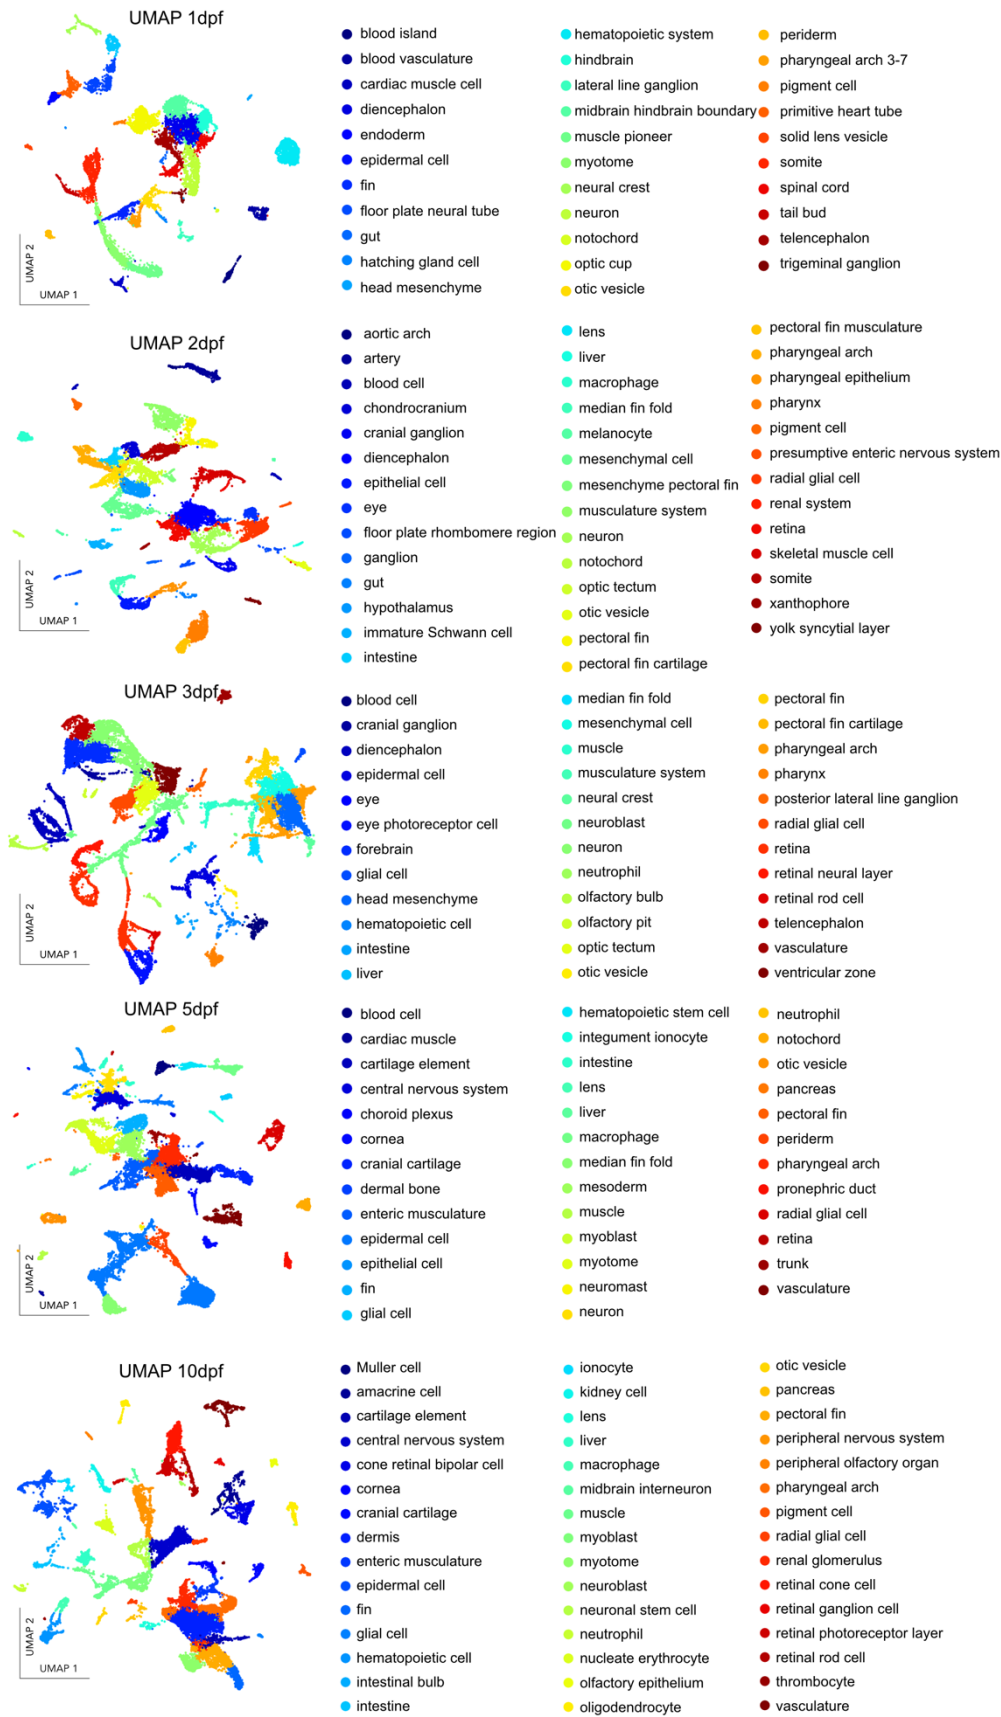 UMAP 1dpf
UMAP 2
UMAP 1
blood island
blood vasculature
cardiac muscle cell
diencephalon
endoderm
epidermal cell
fin
floor plate neural tube
gut
hatching gland cell
head mesenchyme
hematopoietic system
hindbrain
lateral line ganglion
midbrain hindbrain boundary
muscle pioneer
myotome
neural crest
neuron
notochord
optic cup
otic vesicle
periderm
pharyngeal arch 3-7
pigment cell
primitive heart tube
solid lens vesicle
somite
spinal cord
tail bud
telencephalon
trigeminal ganglion
UMAP 2dpf
UMAP 2
UMAP 1
aortic arch
artery
blood cell
chondrocranium
cranial ganglion
diencephalon
epithelial cell
eye
floor plate rhombomere region
ganglion
gut
hypothalamus
immature Schwann cell
intestine
lens
liver
macrophage
median fin fold
melanocyte
mesenchymal cell
mesenchyme pectoral fin
musculature system
neuron
notochord
optic tectum
otic vesicle
pectoral fin
pectoral fin cartilage
pectoral fin musculature
pharyngeal arch
pharyngeal epithelium
pharynx
pigment cell
presumptive enteric nervous system
radial glial cell
renal system
retina
skeletal muscle cell
somite
xanthophore
yolk syncytial layer
UMAP 3dpf
UMAP 2
UMAP 1
blood cell
cranial ganglion
diencephalon
epidermal cell
eye
eye photoreceptor cell
forebrain
glial cell
head mesenchyme
hematopoietic cell
intestine
liver
median fin fold
mesenchymal cell
muscle
musculature system
neural crest
neuroblast
neuron
neutrophil
olfactory bulb
olfactory pit
optic tectum
otic vesicle
pectoral fin
pectoral fin cartilage
pharyngeal arch
pharynx
posterior lateral line ganglion
radial glial cell
retina
retinal neural layer
retinal rod cell
telencephalon
vasculature
ventricular zone
UMAP 5dpf
UMAP 2
UMAP 1
blood cell
cardiac muscle
cartilage element
central nervous system
choroid plexus
cornea
cranial cartilage
dermal bone
enteric musculature
epidermal cell
epithelial cell
fin
glial cell
hematopoietic stem cell
integument ionocyte
intestine
lens
liver
macrophage
median fin fold
mesoderm
muscle
myoblast
myotome
neuromast
neuron
neutrophil
notochord
otic vesicle
pancreas
pectoral fin
periderm
pharyngeal arch
pronephric duct
radial glial cell
retina
trunk
vasculature
UMAP 10dpf
UMAP 2
UMAP 1
Muller cell
amacrine cell
cartilage element
central nervous system
cone retinal bipolar cell
cornea
cranial cartilage
dermis
enteric musculature
epidermal cell
fin
glial cell
hematopoietic cell
intestinal bulb
intestine
ionocyte
kidney cell
lens
liver
macrophage
midbrain interneuron
muscle
myoblast
myotome
neuroblast
neuronal stem cell
neutrophil
nucleate erythrocyte
olfactory epithelium
oligodendrocyte
otic vesicle
pancreas
pectoral fin
peripheral nervous system
peripheral olfactory organ
pharyngeal arch
pigment cell
radial glial cell
renal glomerulus
retinal cone cell
retinal ganglion cell
retinal photoreceptor layer
retinal rod cell
thrombocyte
vasculature